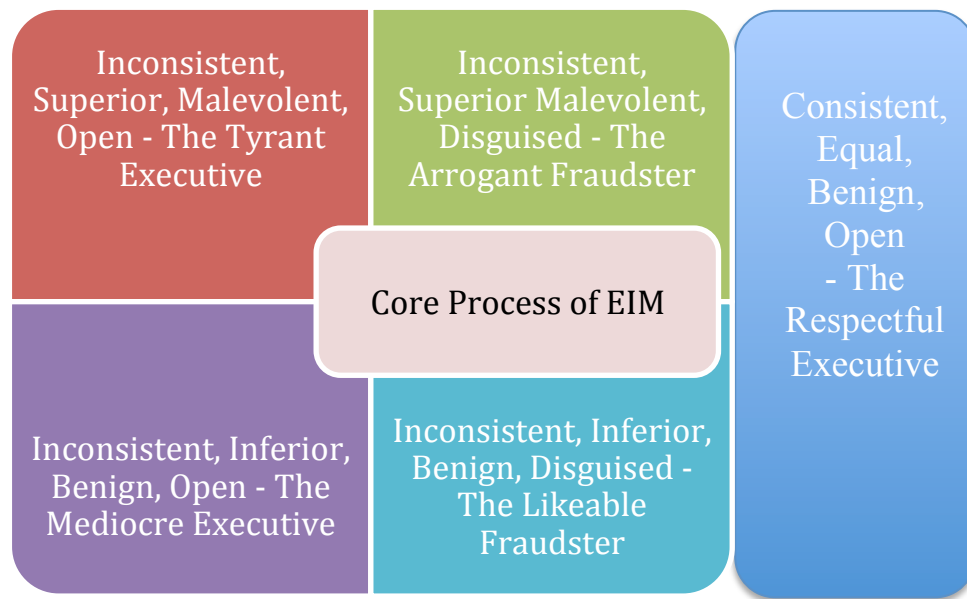 Inconsistent,
Superior, Malevolent,
Open - The Tyrant
Executive
Inconsistent,
Superior Malevolent,
Disguised - The
Arrogant Fraudster
Core Process of EIM
Inconsistent, Inferior,
Benign, Open - The
Mediocre Executive
Inconsistent, Inferior,
Benign, Disguised -
The Likeable
Fraudster
Consistent,
Equal,
Benign,
Open
- The
Respectful
Executive